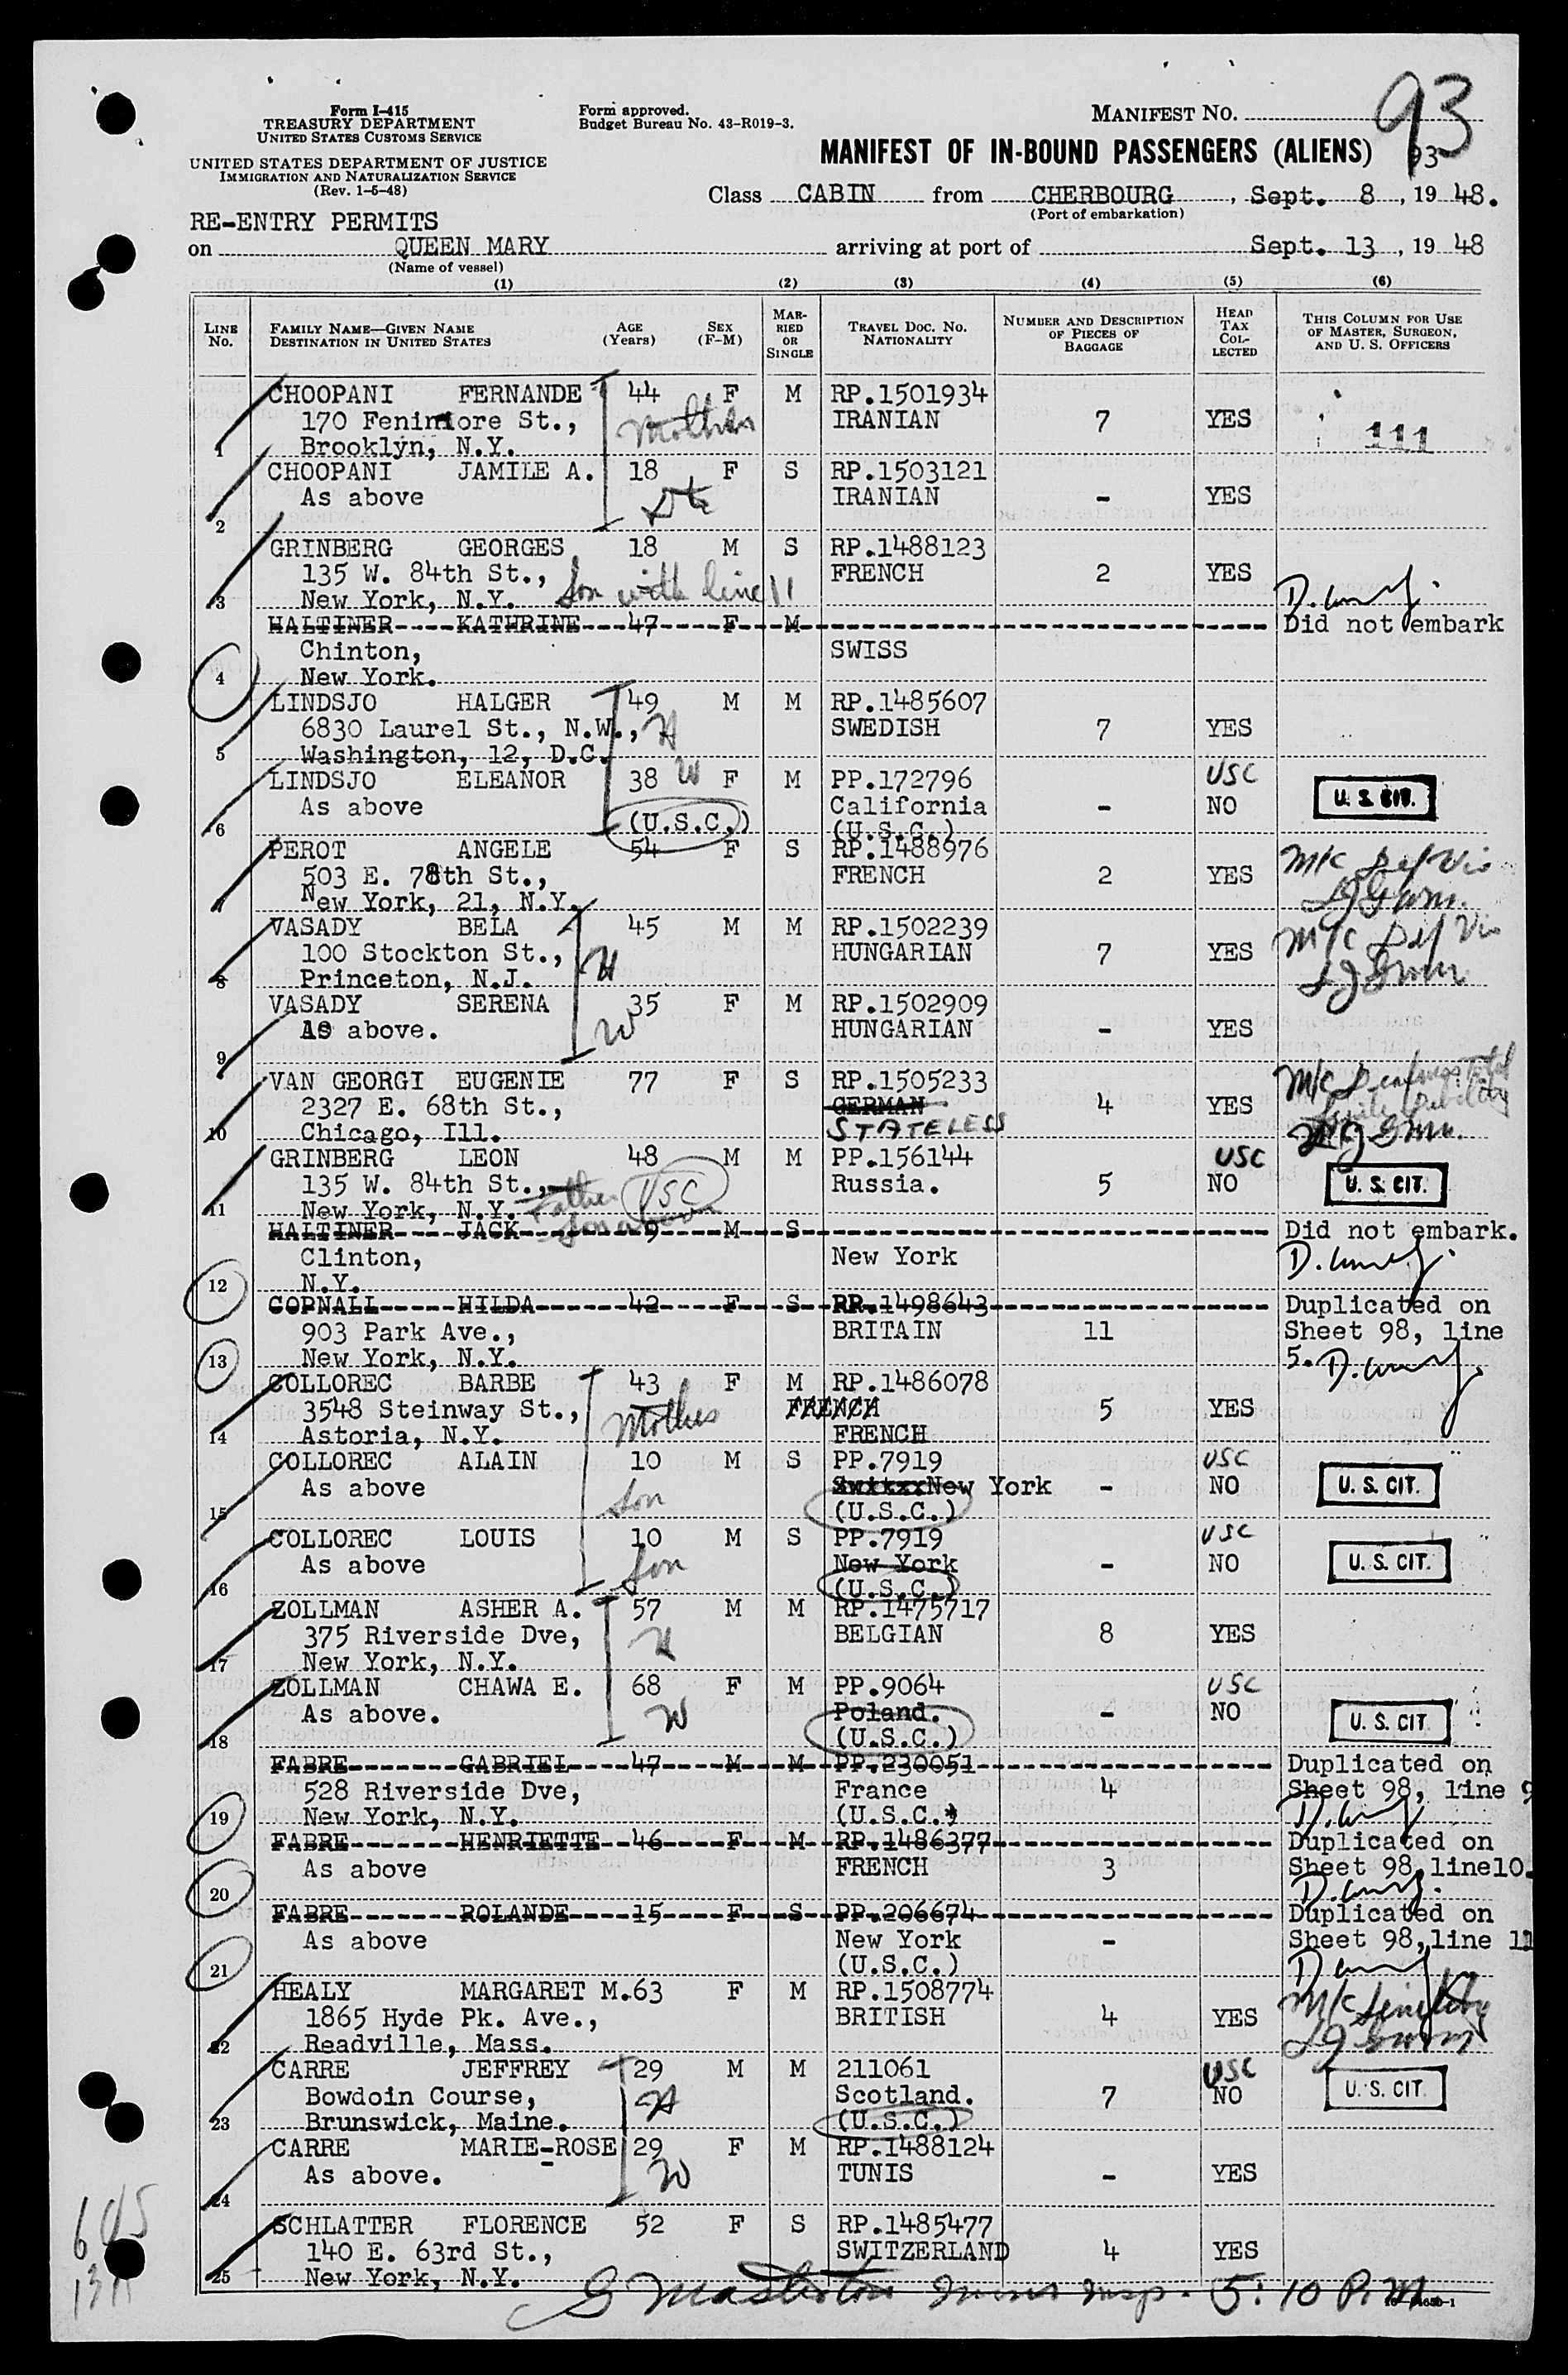 Form I-415
TREASURY DEPARTMENT
UNITED STATES CUSTOMS SERVICE
UNITED STATES DEPARTMENT OF JUSTICE
IMMIGRATION AND NATURALIZATION SERVICE
(Rev. 1-5-48)
Form approved.
Budget Bureau No. 43-R019-3.
MANIFEST NO. 93
MANIFEST OF IN-BOUND PASSENGERS (ALIENS) 93
Class CABIN from CHERBOURG, Sept. 8, 1948.
(Port of embarkation)
RE-ENTRY PERMITS
on QUEEN MARY arriving at port of Sept. 13, 1948
(Name of vessel)
(1) (2) (3) (4) (5) (6)
LINE No. FAMILY NAME—GIVEN NAME DESTINATION IN UNITED STATES AGE (Years) SEX (F-M) MARRIED OR SINGLE TRAVEL DOC. NO. NATIONALITY NUMBER AND DESCRIPTION OF PIECES OF BAGGAGE HEAD TAX COLLECTED THIS COLUMN FOR USE OF MASTER, SURGEON, AND U. S. OFFICERS
CHOOPANI FERNANDE 44 F M RP.1501934
170 Fenimore St., Mother IRANIAN 7 YES 111
1 Brooklyn, N.Y.
CHOOPANI JAMILE A. 18 F S RP.1503121
As above Dtr IRANIAN - YES
2
GRINBERG GEORGES 18 M S RP.1488123
135 W. 84th St., FRENCH 2 YES
3 New York, N.Y. Son with line 11
HALTINER KATHRINE 47 F M Did not embark
Chinton, SWISS
4 New York.
LINDSJO HALGER 49 M M RP.1485607
6830 Laurel St., N.W., H SWEDISH 7 YES
5 Washington, 12, D.C.
LINDSJO ELEANOR 38 W F M PP.172796 USC
As above California - NO U. S. CIT.
6 (U.S.C.) (U.S.C.)
PEROT ANGELE 54 F S RP.1488976
503 E. 78th St., FRENCH 2 YES M/C Def Vis
7 New York, 21, N.Y.
VASADY BELA 45 M M RP.1502239
100 Stockton St., H HUNGARIAN 7 YES M/C Def Vis
8 Princeton, N.J.
VASADY SERENA 35 F M RP.1502909
As above. W HUNGARIAN - YES
9
VAN GEORGI EUGENIE 77 F S RP.1505233
2327 E. 68th St., GERMAN 4 YES M/C Deafness Total Senile Debility
10 Chicago, Ill. STATELESS
GRINBERG LEON 48 M M PP.156144 USC
135 W. 84th St., USC Russia. 5 NO U. S. CIT.
11 New York, N.Y. Father
HALTINER JACK 9 M S Did not embark.
Clinton, New York
12 N.Y.
COPNALL HILDA 42 F S RP.1498643 Duplicated on
903 Park Ave., BRITAIN 11 Sheet 98, line
13 New York, N.Y. 5.
COLLOREC BARBE 43 F M RP.1486078
3548 Steinway St., Mother FRENCH 5 YES
14 Astoria, N.Y. FRENCH
COLLOREC ALAIN 10 M S PP.7919 USC
As above Son New York - NO U. S. CIT.
15 (U.S.C.)
COLLOREC LOUIS 10 M S PP.7919 USC
As above Son New York - NO U. S. CIT.
16 (U.S.C.)
ZOLLMAN ASHER A. 57 M M RP.1475717
375 Riverside Dve, H BELGIAN 8 YES
17 New York, N.Y.
ZOLLMAN CHAWA E. 68 F M PP.9064 USC
As above. W Poland. - NO U. S. CIT.
18 (U.S.C.)
FABRE GABRIEL 47 M M PP.230051 Duplicated on
528 Riverside Dve, France 4 Sheet 98, line 9
19 New York, N.Y. (U.S.C.)
FABRE HENRIETTE 46 F M RP.1486377 Duplicated on
As above FRENCH 3 Sheet 98, line10.
20
FABRE ROLANDE 15 F S PP.206674 Duplicated on
As above New York - Sheet 98, line 11
21 (U.S.C.)
HEALY MARGARET M. 63 F M RP.1508774
1865 Hyde Pk. Ave., BRITISH 4 YES M/C Senility
22 Readville, Mass.
CARRE JEFFREY 29 M M 211061 USC
Bowdoin Course, H Scotland. 7 NO U. S. CIT.
23 Brunswick, Maine. (U.S.C.)
CARRE MARIE-ROSE 29 F M RP.1488124
As above. W TUNIS - YES
24
SCHLATTER FLORENCE 52 F S RP.1485477
140 E. 63rd St., SWITZERLAND 4 YES
25 New York, N.Y.
G Masterton Immi Insp. 5:10 P.M.
605